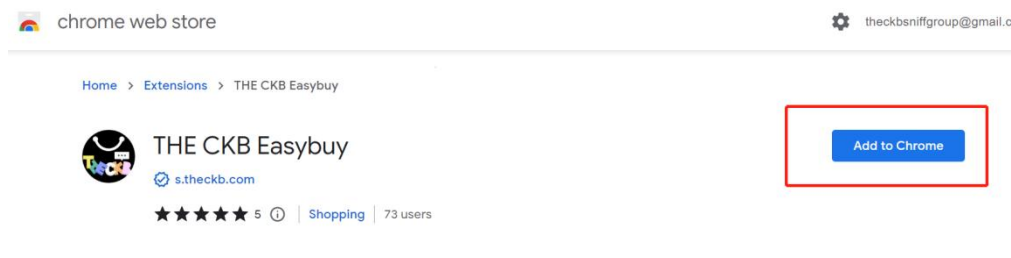 chrome web store
theckbsniffgroup@gmail.c
Home > Extensions > THE CKB Easybuy
THECKB
THE CKB Easybuy
Add to Chrome
s.theckb.com
5 | Shopping | 73 users